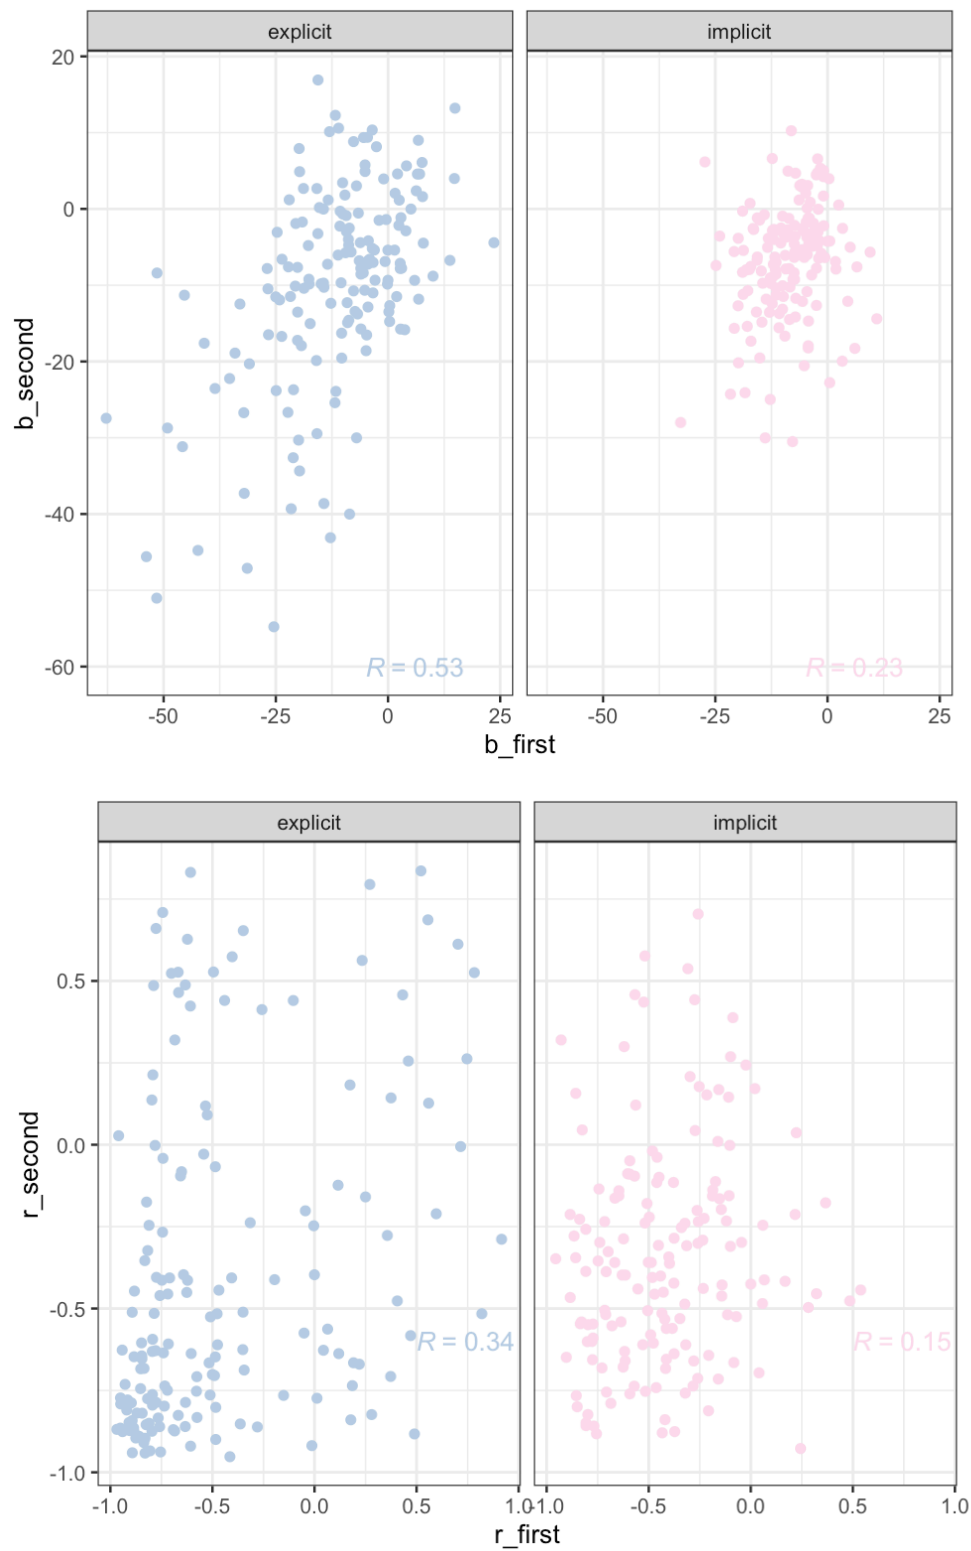 explicit implicit
20
0
-20
-40
-60
b_second
R = 0.53 R = 0.23
-50 -25 0 25 -50 -25 0 25
b_first
explicit implicit
0.5
0.0
-0.5
-1.0
r_second
R = 0.34 R = 0.15
-1.0 -0.5 0.0 0.5 1.0 -1.0 -0.5 0.0 0.5 1.0
r_first